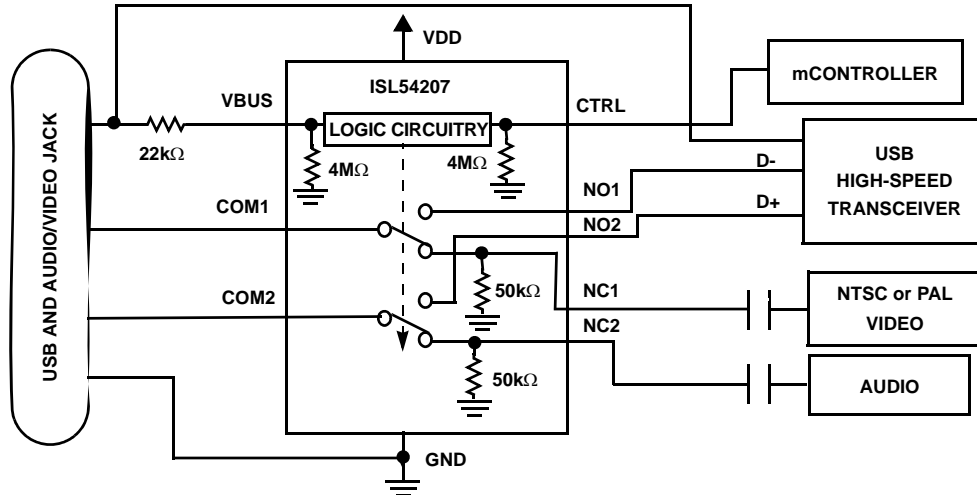 VDD
ISL54207
mCONTROLLER
VBUS
CTRL
LOGIC CIRCUITRY
22kΩ
4MΩ
4MΩ
USB
HIGH-SPEED
TRANSCEIVER
D-
D+
USB AND AUDIO/VIDEO JACK
COM1
NO1
NO2
50kΩ
NC1
NTSC or PAL
VIDEO
COM2
NC2
50kΩ
AUDIO
GND